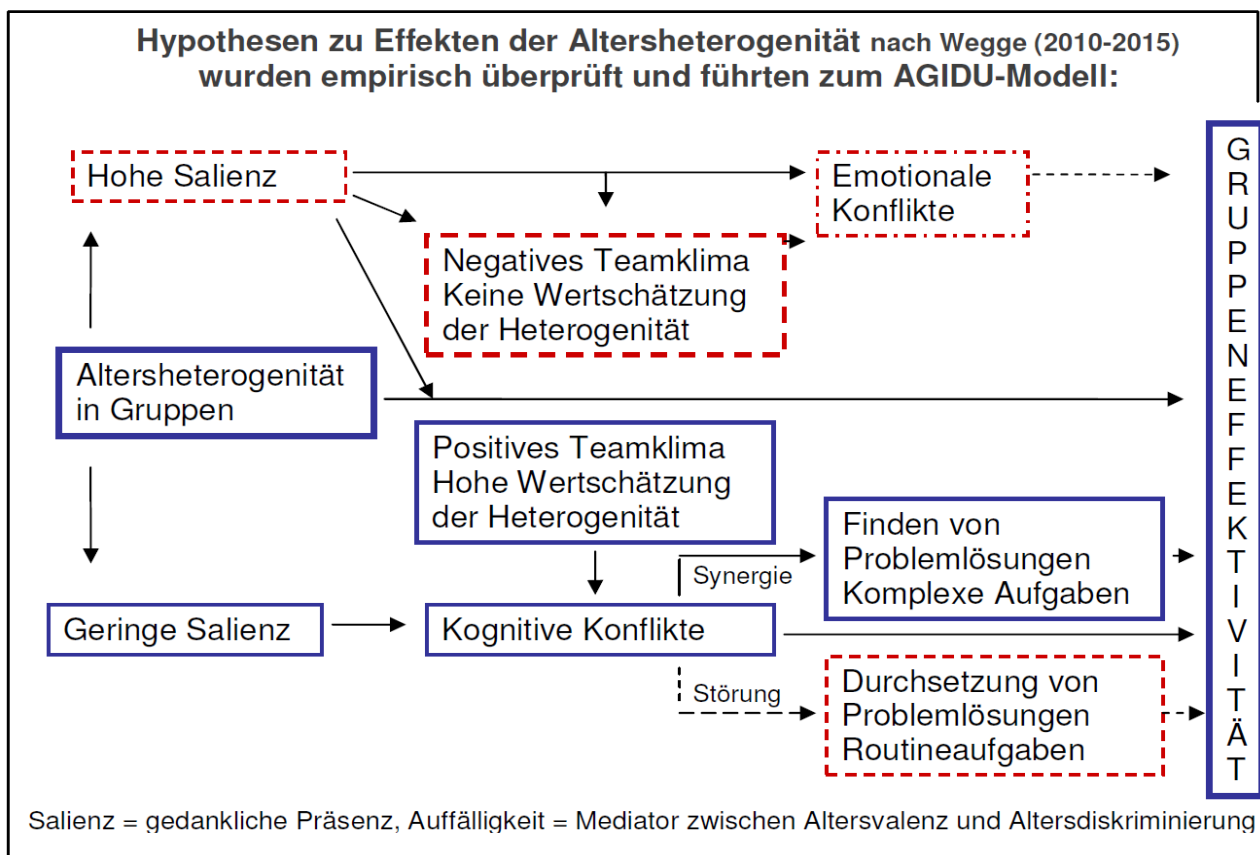 Hypothesen zu Effekten der Altersheterogenität nach Wegge (2010-2015)
wurden empirisch überprüft und führten zum AGIDU-Modell:
Hohe Salienz
Emotionale
Konflikte
Negatives Teamklima
Keine Wertschätzung
der Heterogenität
Altersheterogenität
in Gruppen
Positives Teamklima
Hohe Wertschätzung
der Heterogenität
Finden von
Problemlösungen
Komplexe Aufgaben
Synergie
Geringe Salienz
Kognitive Konflikte
Störung
Durchsetzung von
Problemlösungen
Routineaufgaben
GRUPPENEFFEKTIVITÄT
Salienz = gedankliche Präsenz, Auffälligkeit = Mediator zwischen Altersvalenz und Altersdiskriminierung